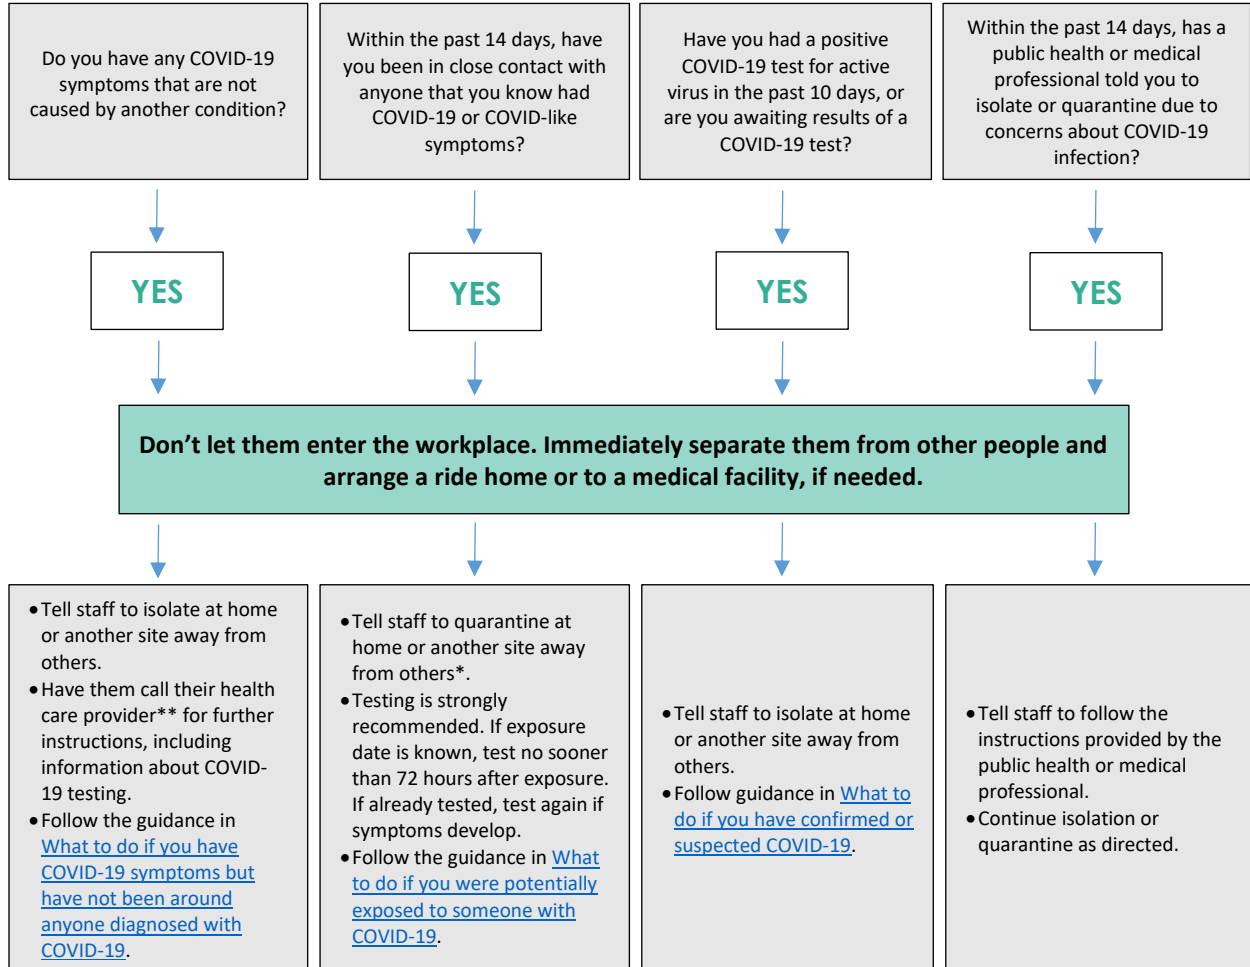 Do you have any COVID-19
symptoms that are not
caused by another condition?
Within the past 14 days, have
you been in close contact with
anyone that you know had
COVID-19 or COVID-like
symptoms?
Have you had a positive
COVID-19 test for active
virus in the past 10 days, or
are you awaiting results of a
COVID-19 test?
Within the past 14 days, has a
public health or medical
professional told you to
isolate or quarantine due to
concerns about COVID-19
infection?
YES
YES
YES
YES
Don’t let them enter the workplace. Immediately separate them from other people and
arrange a ride home or to a medical facility, if needed.
•Tell staff to isolate at home
or another site away from
others.
•Have them call their health
care provider** for further
instructions, including
information about COVID-
19 testing.
•Follow the guidance in
What to do if you have
COVID-19 symptoms but
have not been around
anyone diagnosed with
COVID-19.
•Tell staff to quarantine at
home or another site away
from others*.
•Testing is strongly
recommended. If exposure
date is known, test no sooner
than 72 hours after exposure.
If already tested, test again if
symptoms develop.
•Follow the guidance in What
to do if you were potentially
exposed to someone with
COVID-19.
•Tell staff to isolate at home
or another site away from
others.
•Follow guidance in What to
do if you have confirmed or
suspected COVID-19.
•Tell staff to follow the
instructions provided by the
public health or medical
professional.
•Continue isolation or
quarantine as directed.